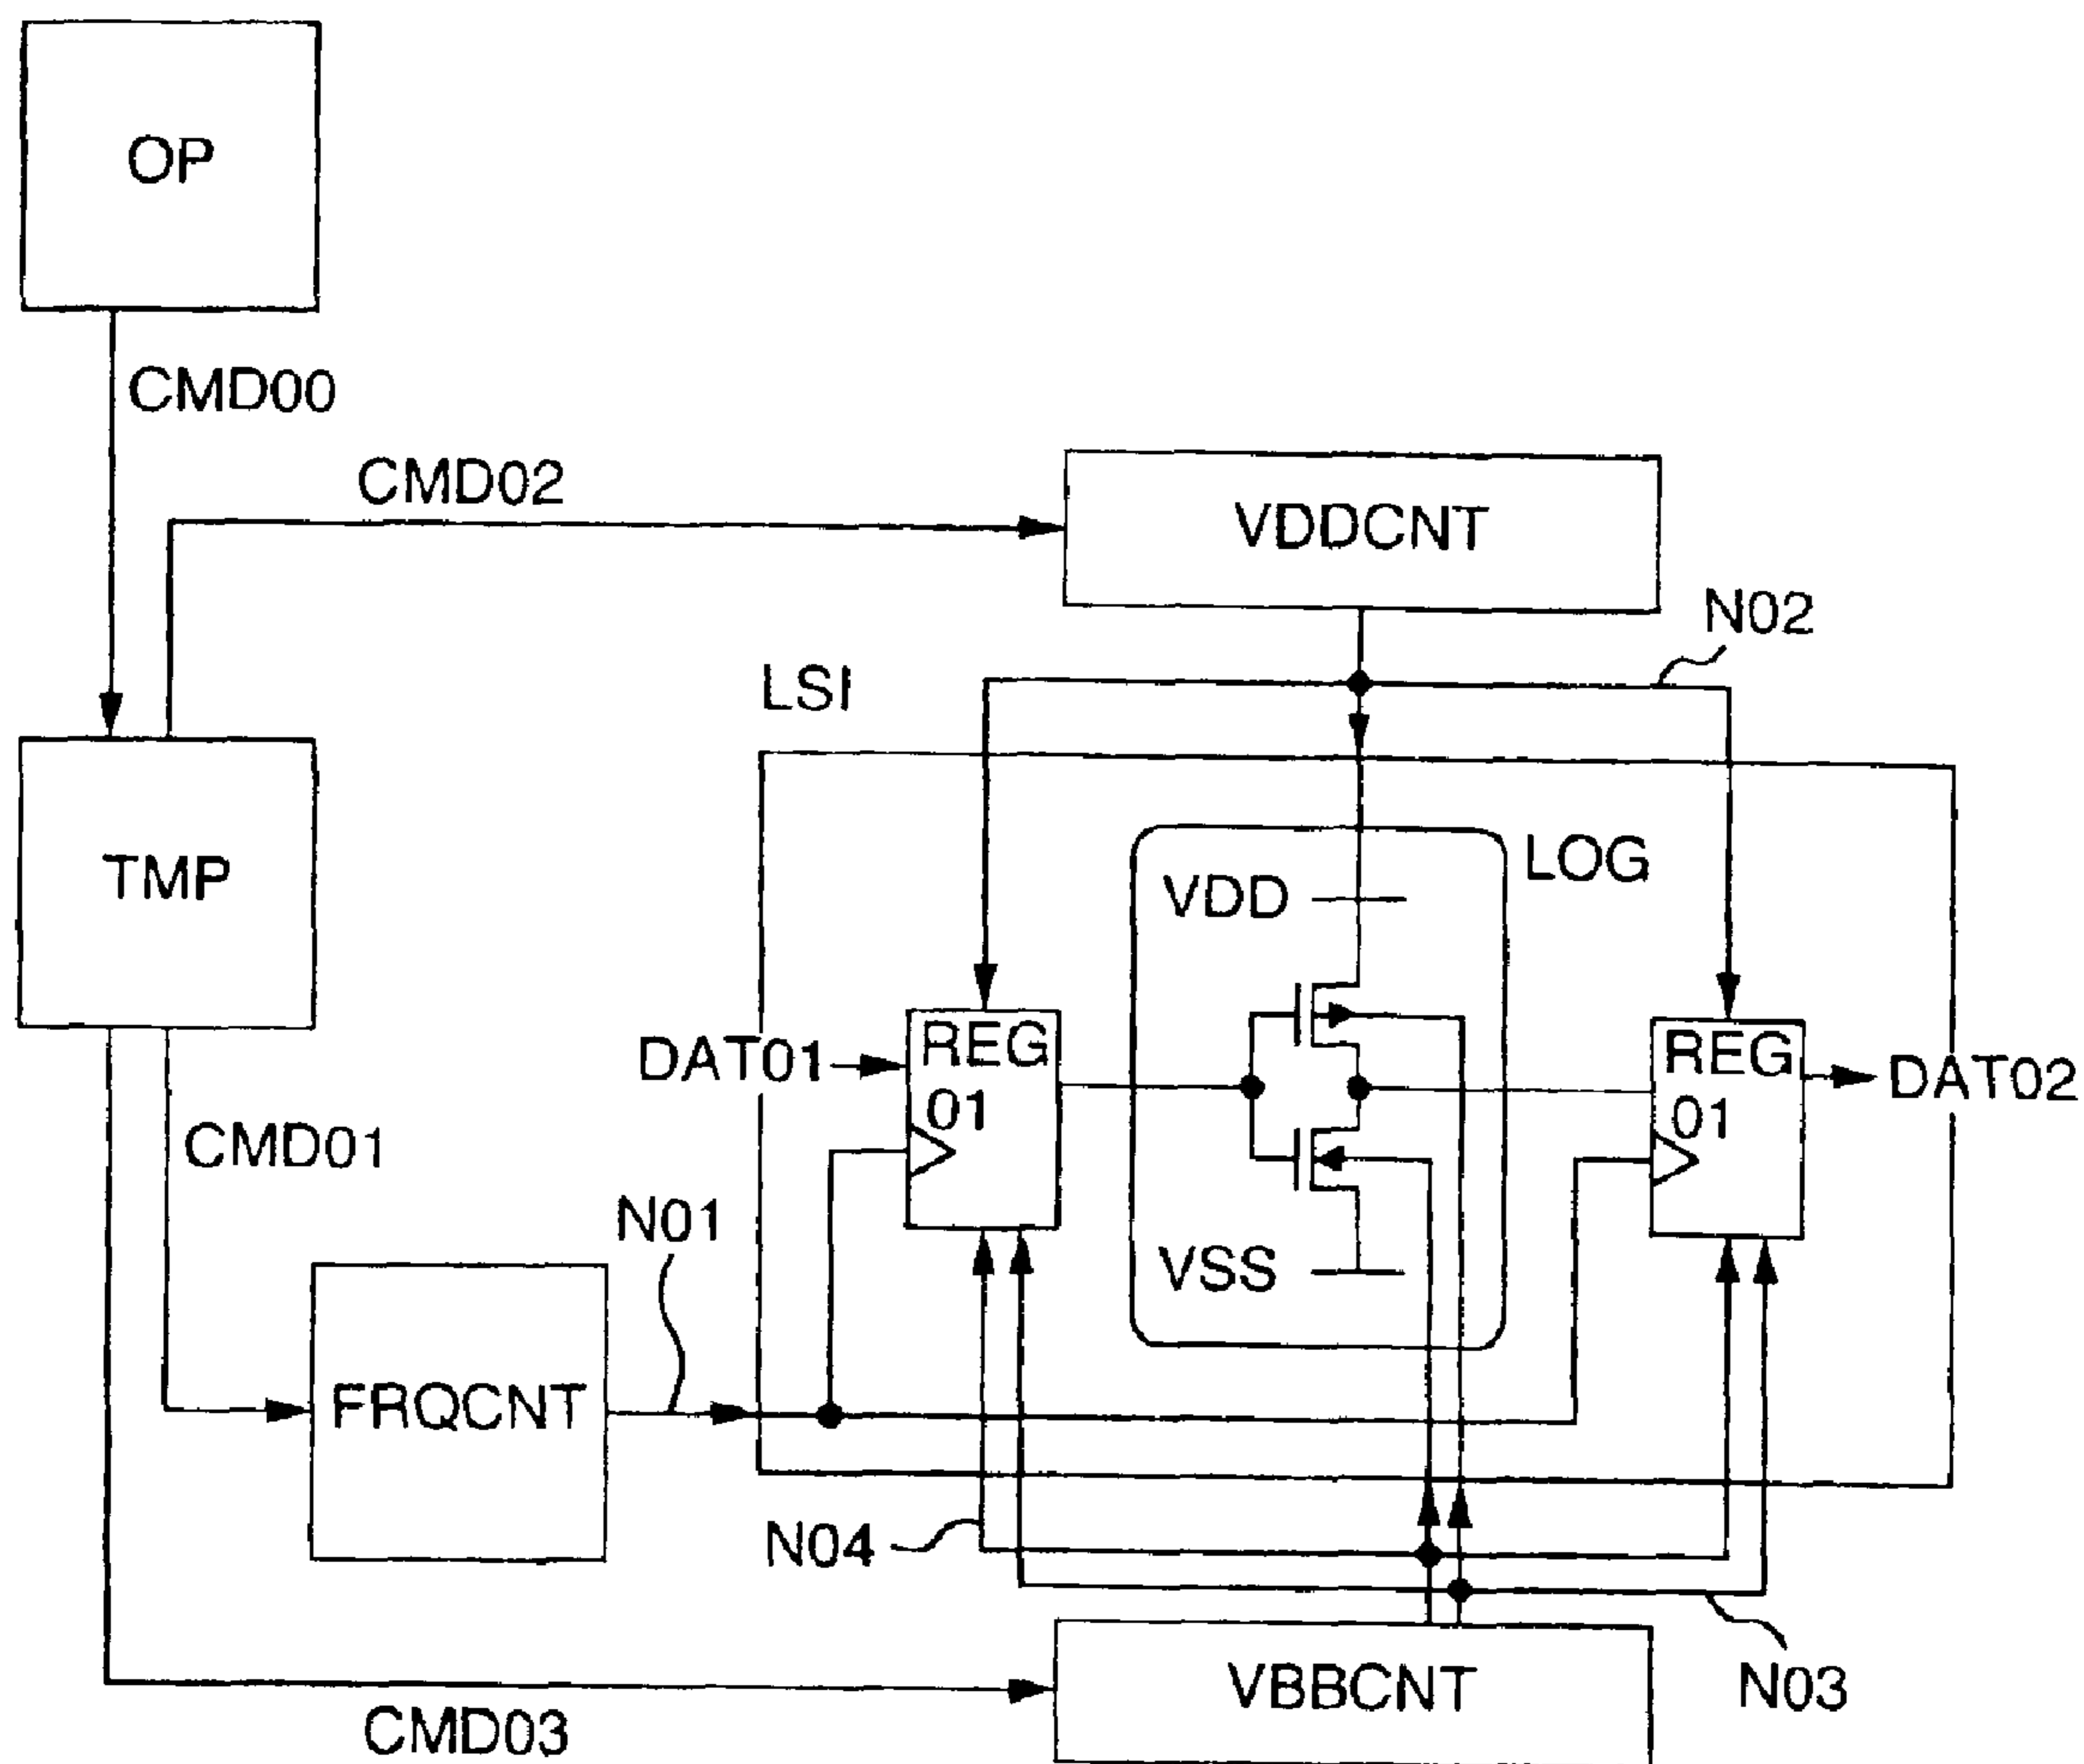 OP
CMD00
CMD02
VDDCNT
N02
LSI
TMP
LOG
VDD
DAT01
REG
01
REG
01
DAT02
CMD01
N01
VSS
FRQCNT
N04
VBBCNT
N03
CMD03